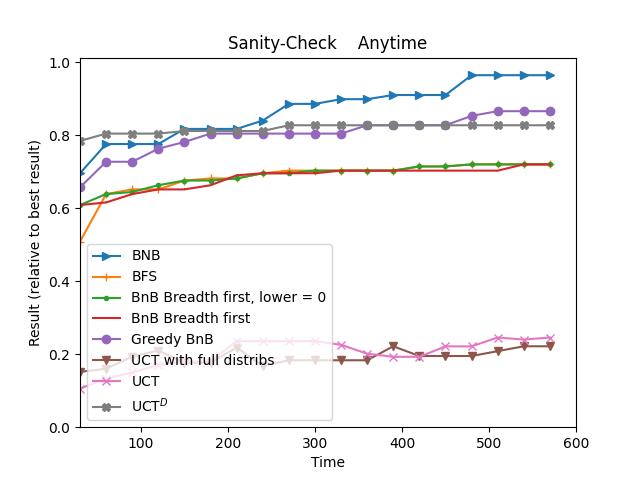 Sanity-Check    Anytime
1.0
0.8
0.6
0.4
0.2
0.0
Result (relative to best result)
BNB
BFS
BnB Breadth first, lower = 0
BnB Breadth first
Greedy BnB
UCT with full distribs
UCT
UCT^D
100 200 300 400 500 600
Time